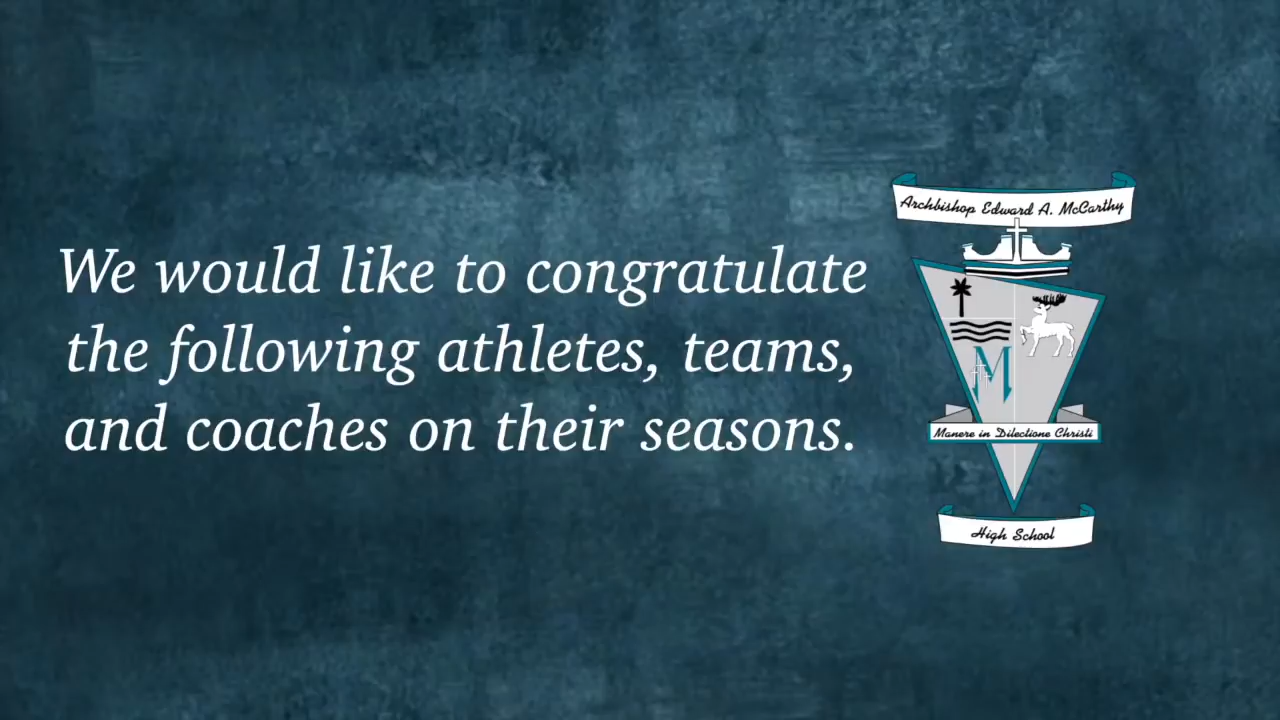 We would like to congratulate
the following athletes, teams,
and coaches on their seasons.
Archbishop Edward A. McCarthy
M
Manere in Dilectione Christi
High School